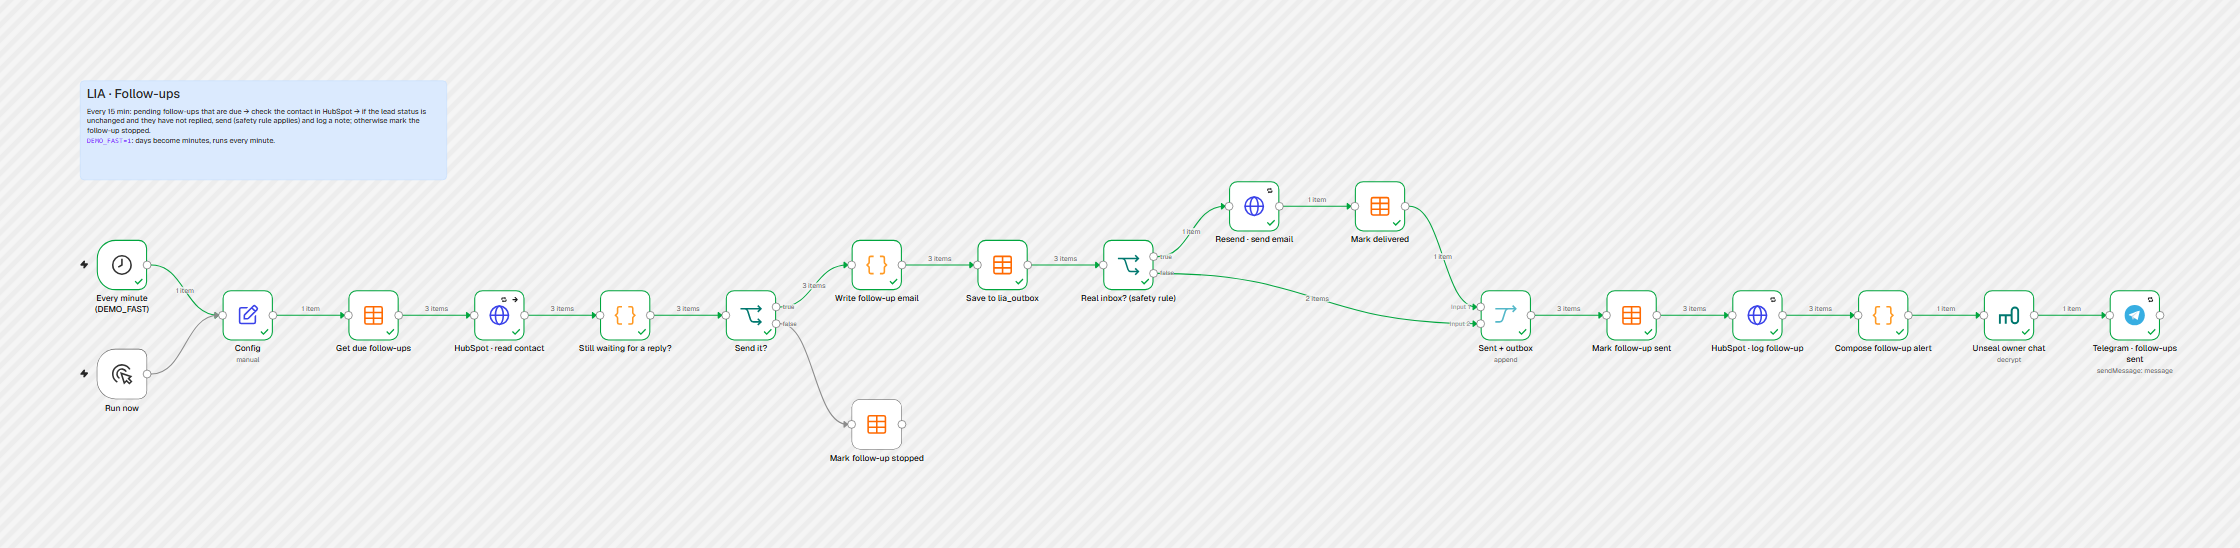 LIA · Follow-ups
Every 15 min: pending follow-ups that are due → check the contact in HubSpot → if the lead status is
unchanged and they have not replied, send (safety rule applies) and log a note; otherwise mark the
follow-up stopped.
DEMO_FAST=1: days become minutes, runs every minute.
Every minute
(DEMO_FAST)
1 item
Run now
Config
manual
1 item
Get due follow-ups
3 items
HubSpot · read contact
3 items
Still waiting for a reply?
3 items
Send it?
true
false
3 items
Write follow-up email
3 items
Save to lia_outbox
3 items
Real inbox? (safety rule)
true
false
1 item
2 items
Resend · send email
1 item
Mark delivered
1 item
Mark follow-up stopped
Input 1
Input 2
Sent + outbox
append
3 items
Mark follow-up sent
3 items
HubSpot · log follow-up
3 items
Compose follow-up alert
1 item
Unseal owner chat
decrypt
1 item
Telegram · follow-ups
sent
sendMessage: message